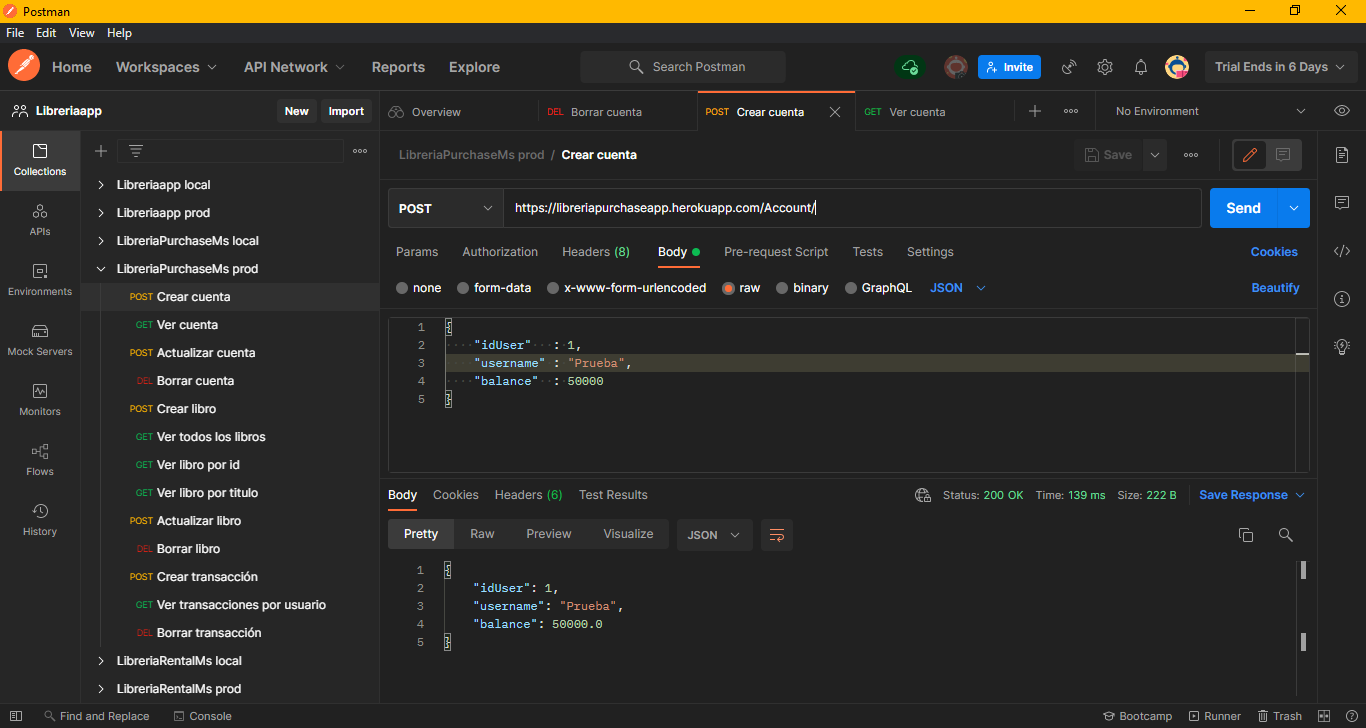 Postman
File Edit View Help
Home Workspaces API Network Reports Explore Search Postman Invite Trial Ends in 6 Days
Libreriaapp New Import
Overview DEL Borrar cuenta POST Crear cuenta GET Ver cuenta No Environment
Collections
APIs
Environments
Mock Servers
Monitors
Flows
History
Libreriaapp local
Libreriaapp prod
LibreriaPurchaseMs local
LibreriaPurchaseMs prod
POST Crear cuenta
GET Ver cuenta
POST Actualizar cuenta
DEL Borrar cuenta
POST Crear libro
GET Ver todos los libros
GET Ver libro por id
GET Ver libro por titulo
POST Actualizar libro
DEL Borrar libro
POST Crear transacción
GET Ver transacciones por usuario
DEL Borrar transacción
LibreriaRentalMs local
LibreriaRentalMs prod
LibreriaPurchaseMs prod / Crear cuenta Save
POST https://libreriapurchaseapp.herokuapp.com/Account/ Send
Params Authorization Headers (8) Body Pre-request Script Tests Settings Cookies
none form-data x-www-form-urlencoded raw binary GraphQL JSON Beautify
1 {
2 "idUser" : 1,
3 "username" : "Prueba",
4 "balance" : 50000
5 }
Body Cookies Headers (6) Test Results Status: 200 OK Time: 139 ms Size: 222 B Save Response
Pretty Raw Preview Visualize JSON
1 {
2 "idUser": 1,
3 "username": "Prueba",
4 "balance": 50000.0
5 }
Find and Replace Console Bootcamp Runner Trash